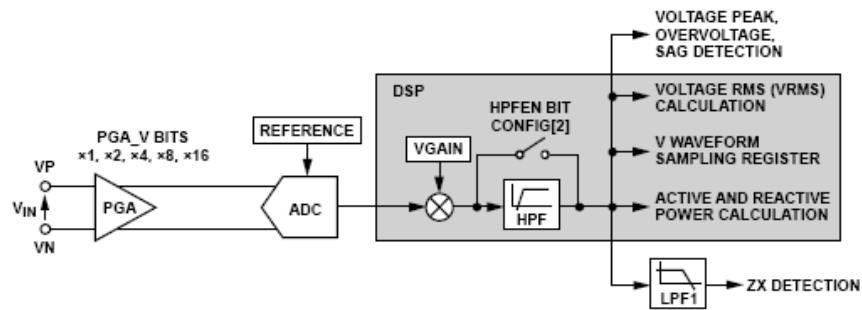 VOLTAGE PEAK,
OVERVOLTAGE,
SAG DETECTION
DSP
VOLTAGE RMS (VRMS)
CALCULATION
HPFEN BIT
CONFIG[2]
PGA_V BITS
×1, ×2, ×4, ×8, ×16
REFERENCE
VGAIN
V WAVEFORM
SAMPLING REGISTER
VP
VIN
PGA
ADC
HPF
ACTIVE AND REACTIVE
POWER CALCULATION
VN
LPF1
ZX DETECTION